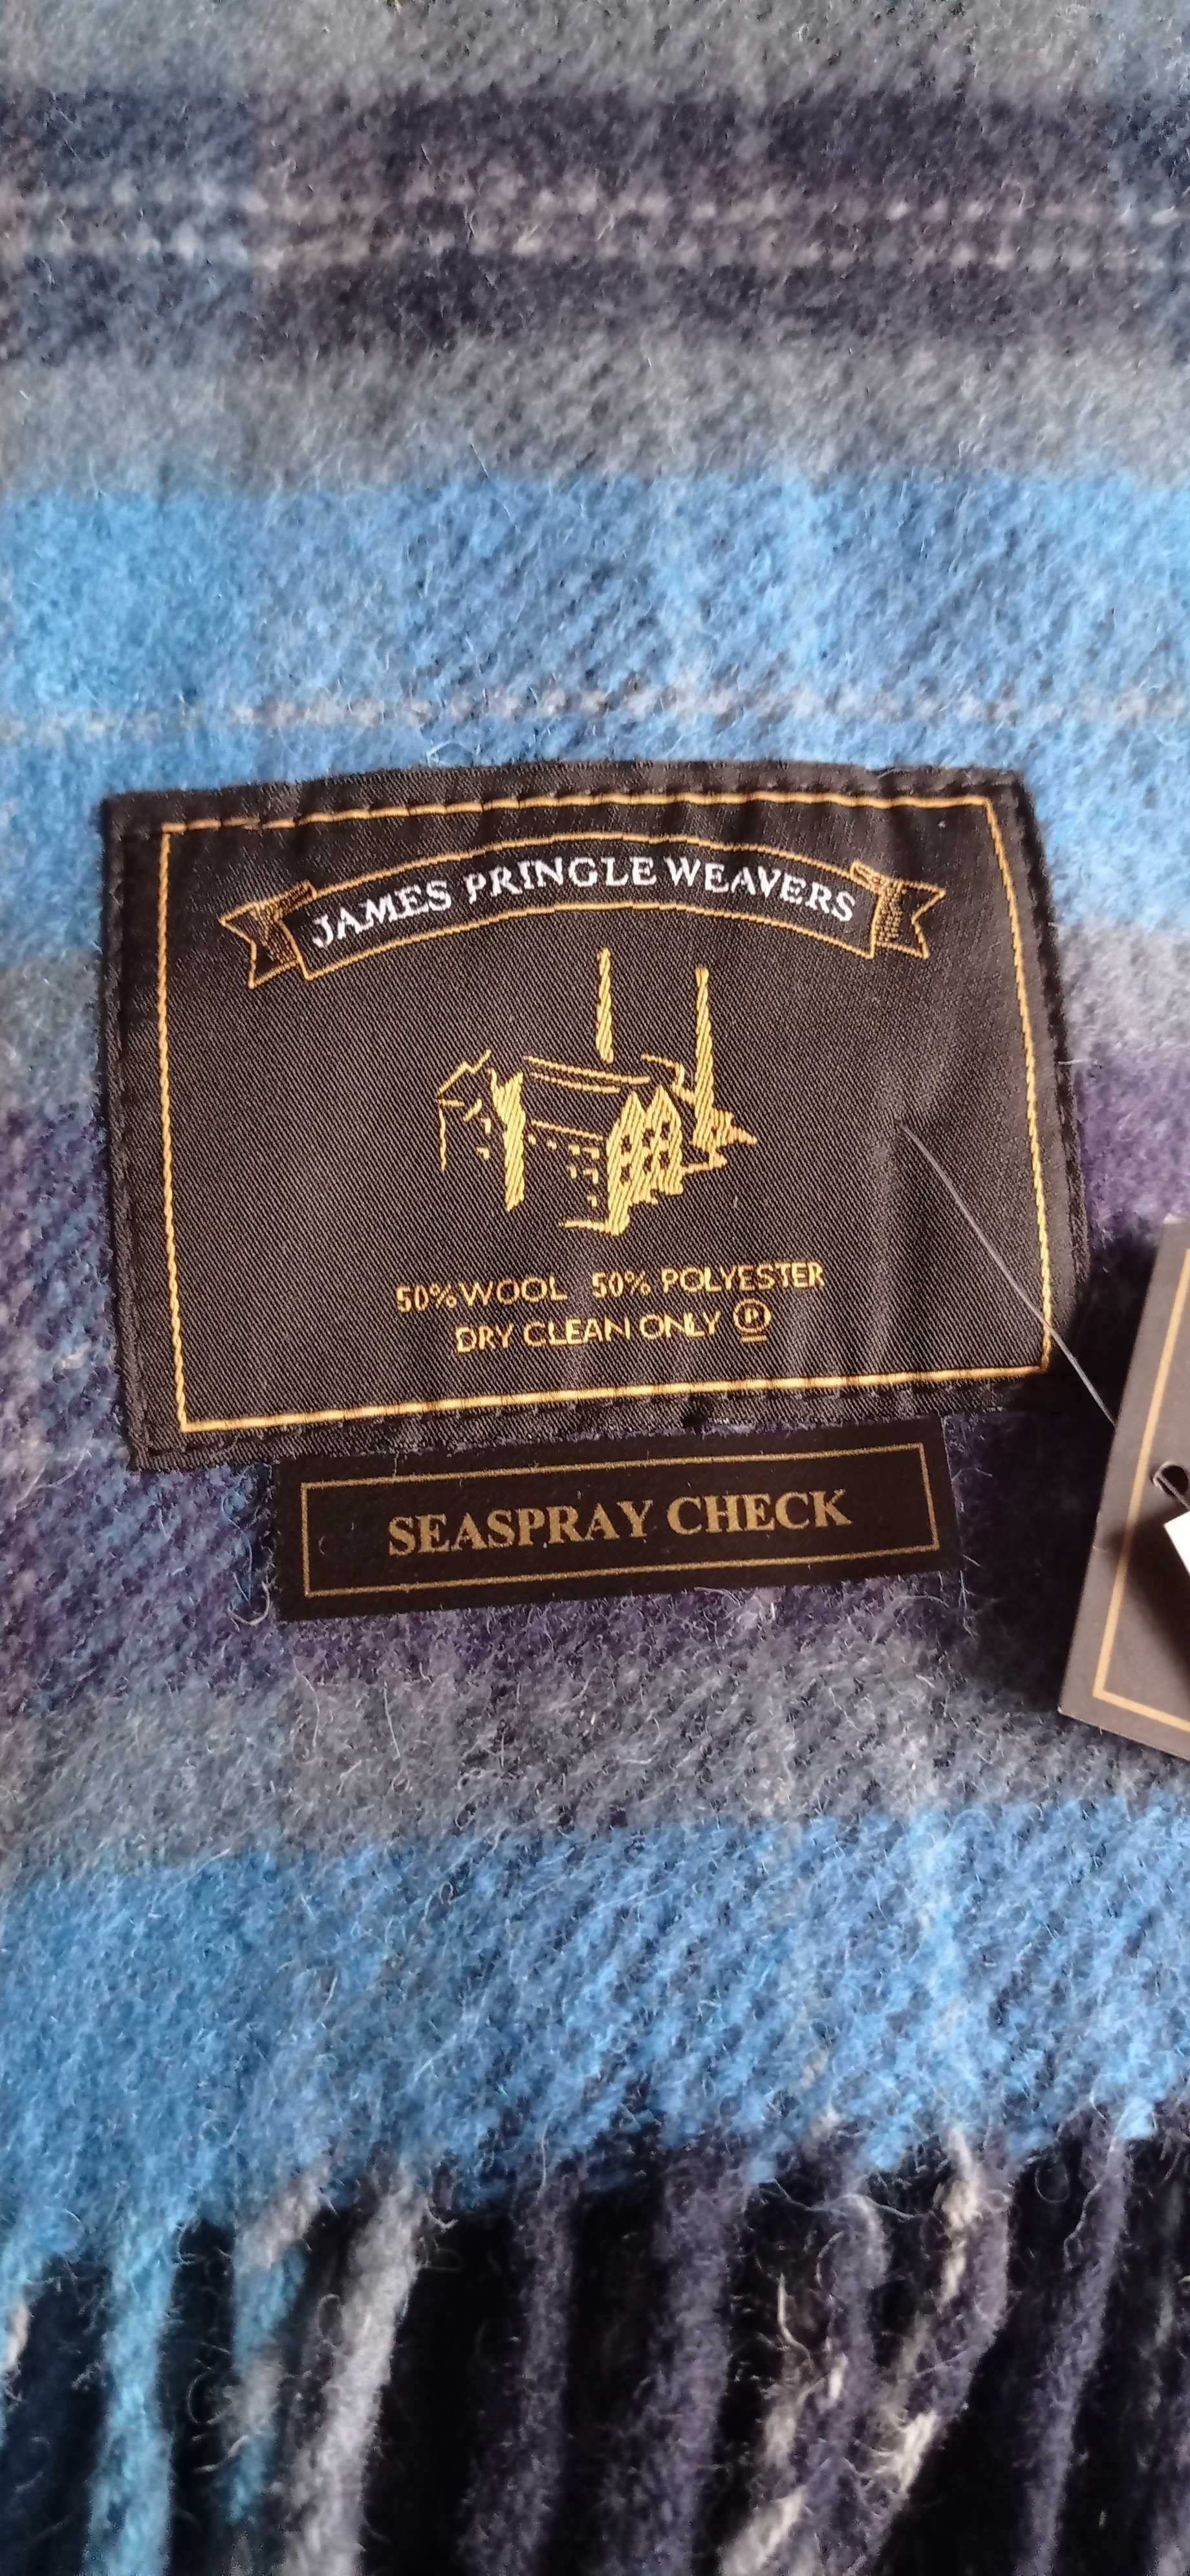 JAMES PRINGLE WEAVERS
50% WOOL 50% POLYESTER
DRY CLEAN ONLY Ⓟ
SEASPRAY CHECK